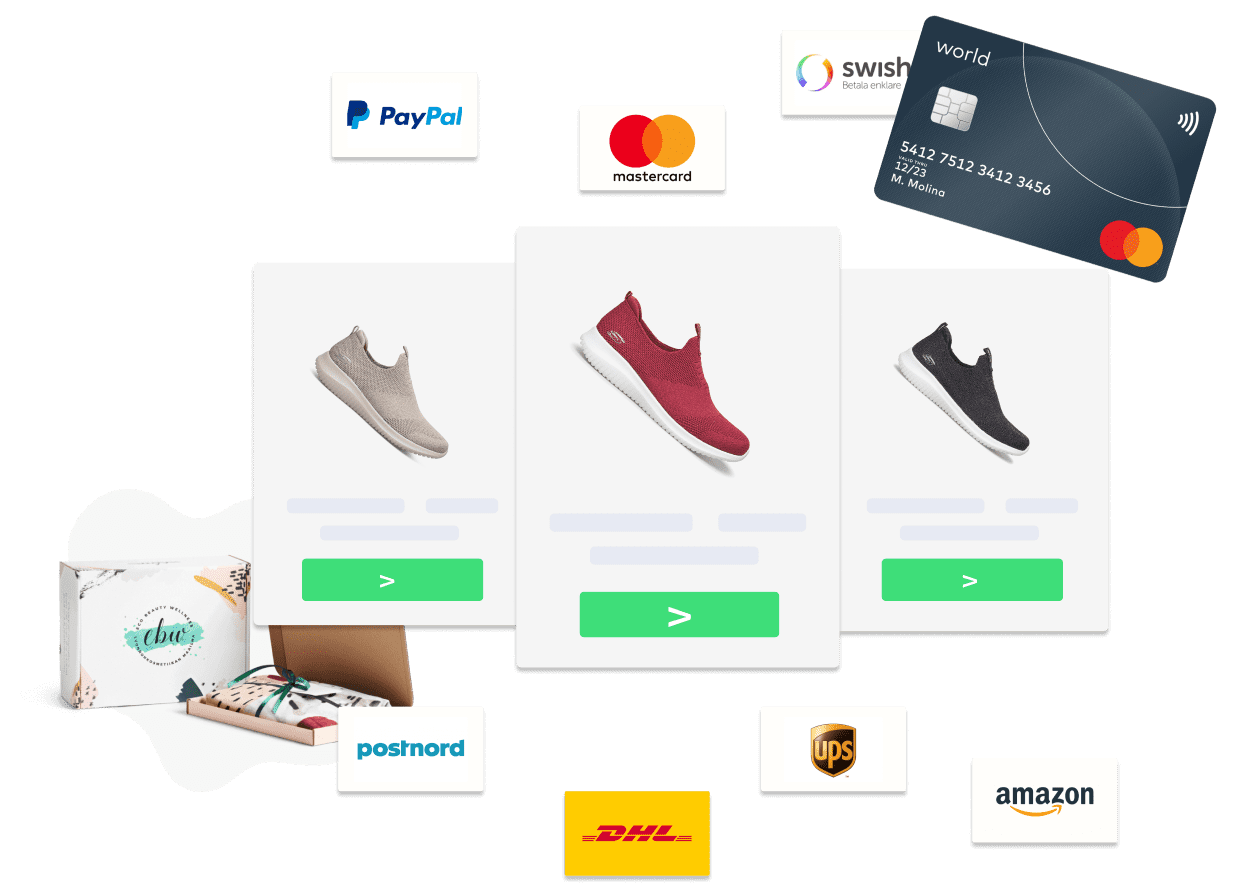 PayPal
mastercard
swish
Betala enklare
world
5412 7512 3412 3456
VALID THRU
12/23
M. Molina
>
>
>
ECO BEAUTY WELLNESS
cbw
postnord
ups
DHL
amazon